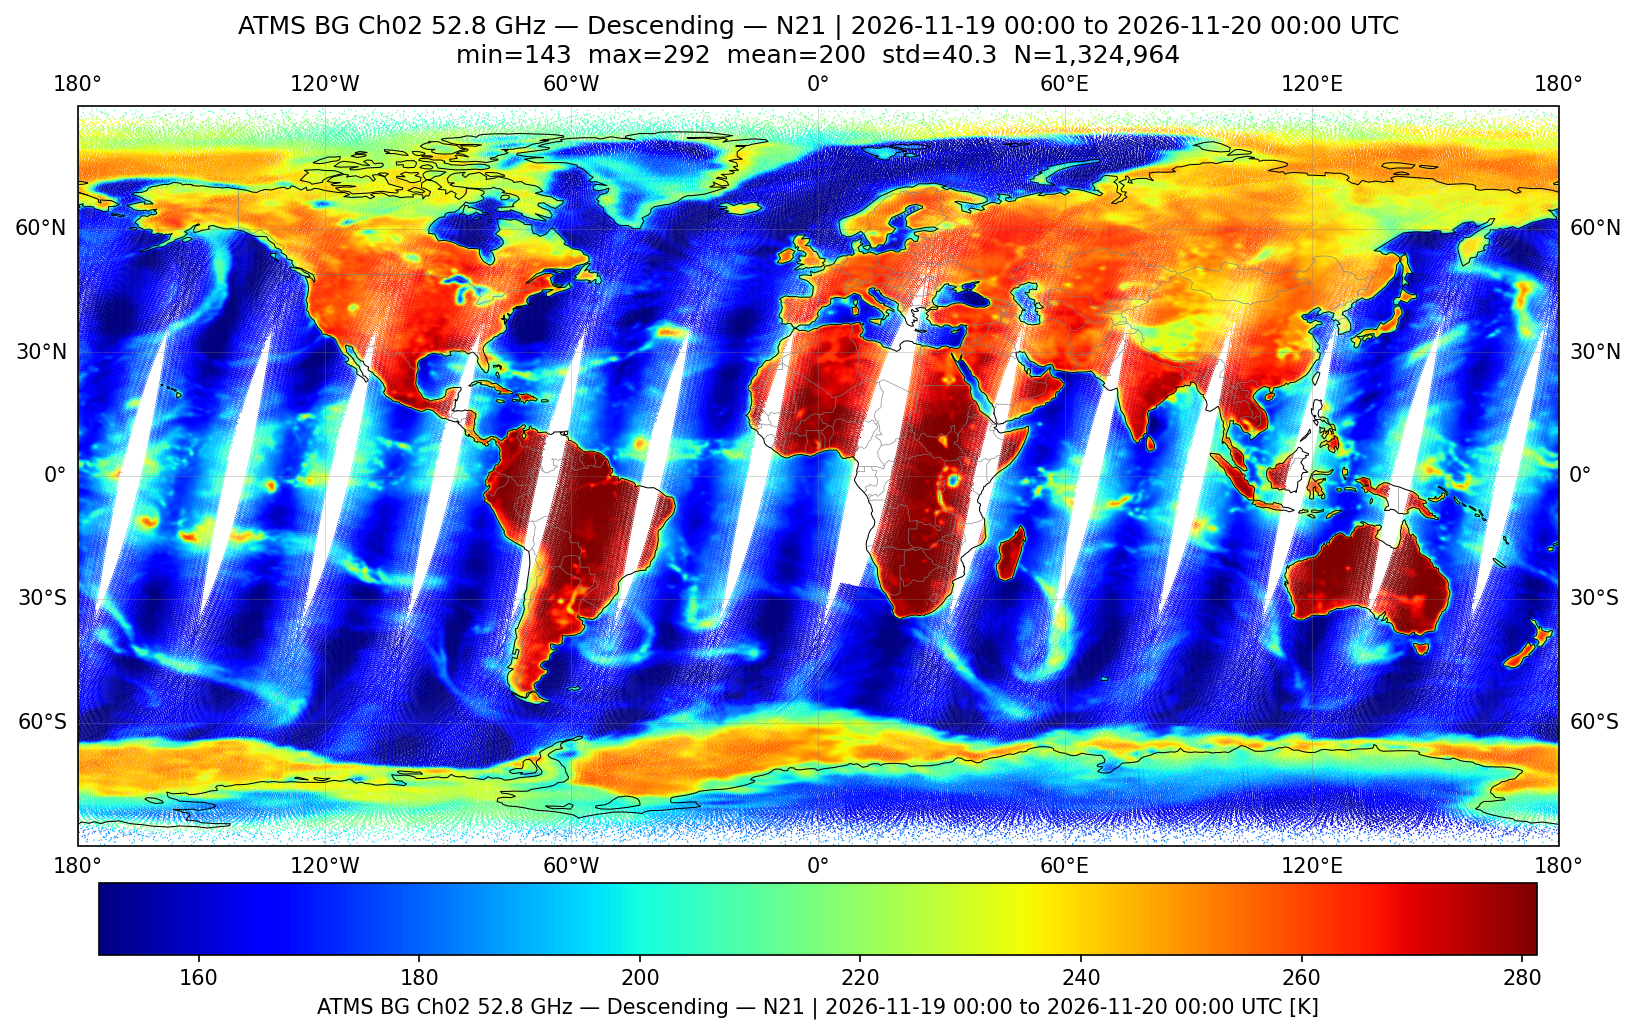 ATMS BG Ch02 52.8 GHz — Descending — N21 | 2026-11-19 00:00 to 2026-11-20 00:00 UTC
min=143  max=292  mean=200  std=40.3  N=1,324,964
180° 120°W 60°W 0° 60°E 120°E 180°
60°N 60°N
30°N 30°N
0° 0°
30°S 30°S
60°S 60°S
180° 120°W 60°W 0° 60°E 120°E 180°
160 180 200 220 240 260 280
ATMS BG Ch02 52.8 GHz — Descending — N21 | 2026-11-19 00:00 to 2026-11-20 00:00 UTC [K]